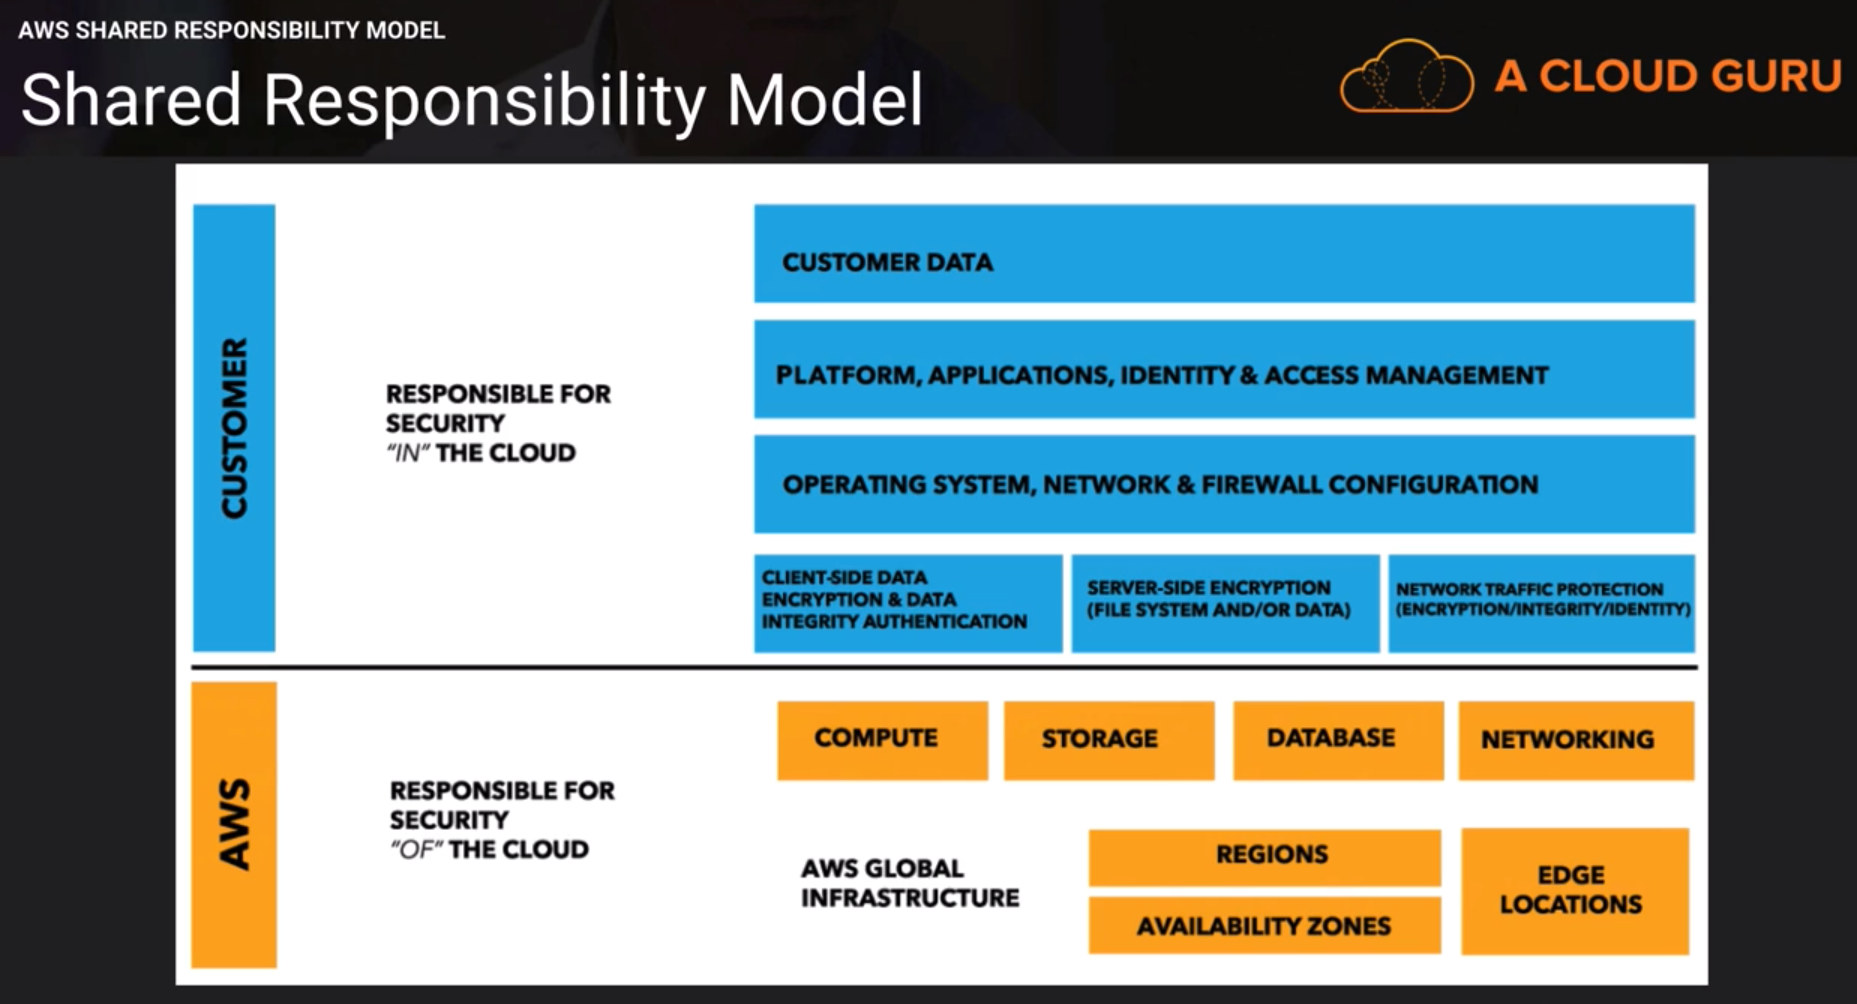 AWS SHARED RESPONSIBILITY MODEL
Shared Responsibility Model
A CLOUD GURU
CUSTOMER
RESPONSIBLE FOR
SECURITY
"IN" THE CLOUD
CUSTOMER DATA
PLATFORM, APPLICATIONS, IDENTITY & ACCESS MANAGEMENT
OPERATING SYSTEM, NETWORK & FIREWALL CONFIGURATION
CLIENT-SIDE DATA
ENCRYPTION & DATA
INTEGRITY AUTHENTICATION
SERVER-SIDE ENCRYPTION
(FILE SYSTEM AND/OR DATA)
NETWORK TRAFFIC PROTECTION
(ENCRYPTION/INTEGRITY/IDENTITY)
AWS
RESPONSIBLE FOR
SECURITY
"OF" THE CLOUD
COMPUTE
STORAGE
DATABASE
NETWORKING
AWS GLOBAL
INFRASTRUCTURE
REGIONS
AVAILABILITY ZONES
EDGE
LOCATIONS